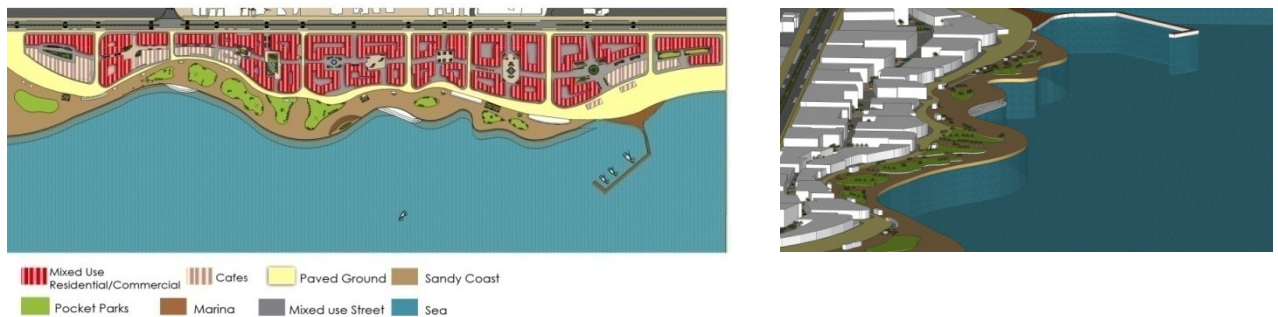 Mixed Use
Residential/Commercial
Cafes
Paved Ground
Sandy Coast
Pocket Parks
Marina
Mixed use Street
Sea